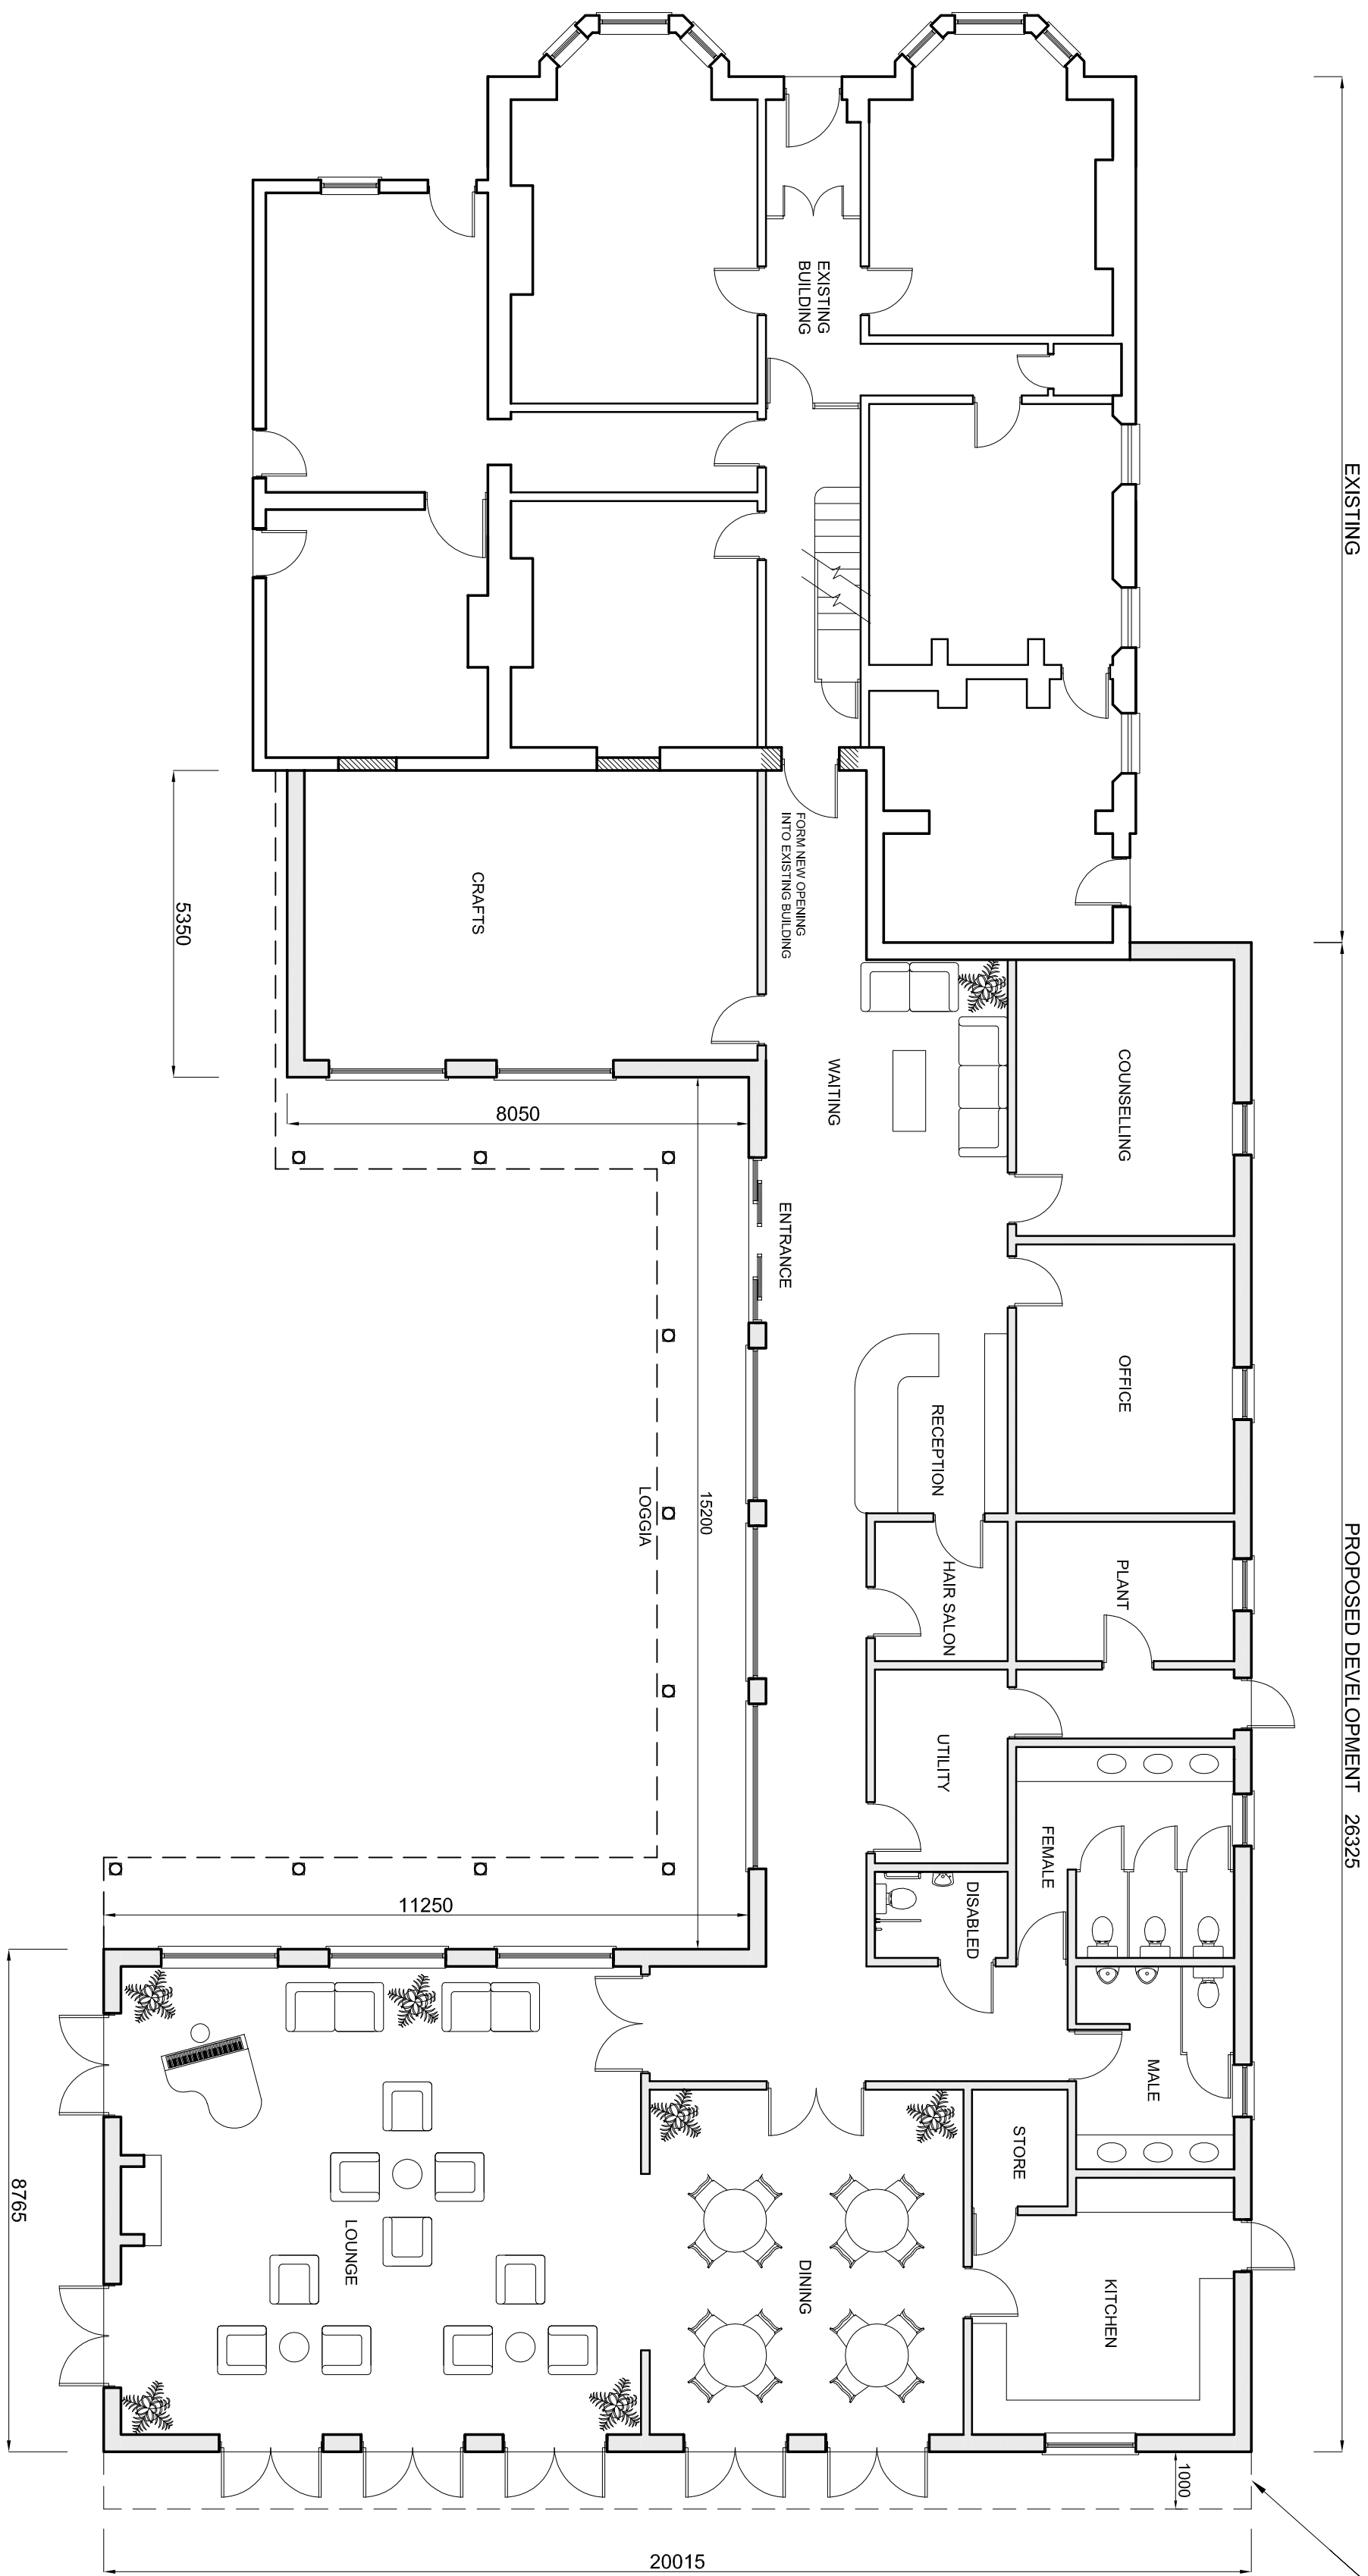 EXISTING
PROPOSED DEVELOPMENT 26325
EXISTING
BUILDING
FORM NEW OPENING
INTO EXISTING BUILDING
CRAFTS
5350
8050
WAITING
COUNSELLING
ENTRANCE
OFFICE
RECEPTION
15200
LOGGIA
PLANT
HAIR SALON
UTILITY
FEMALE
DISABLED
11250
MALE
STORE
KITCHEN
DINING
LOUNGE
8765
1000
20015